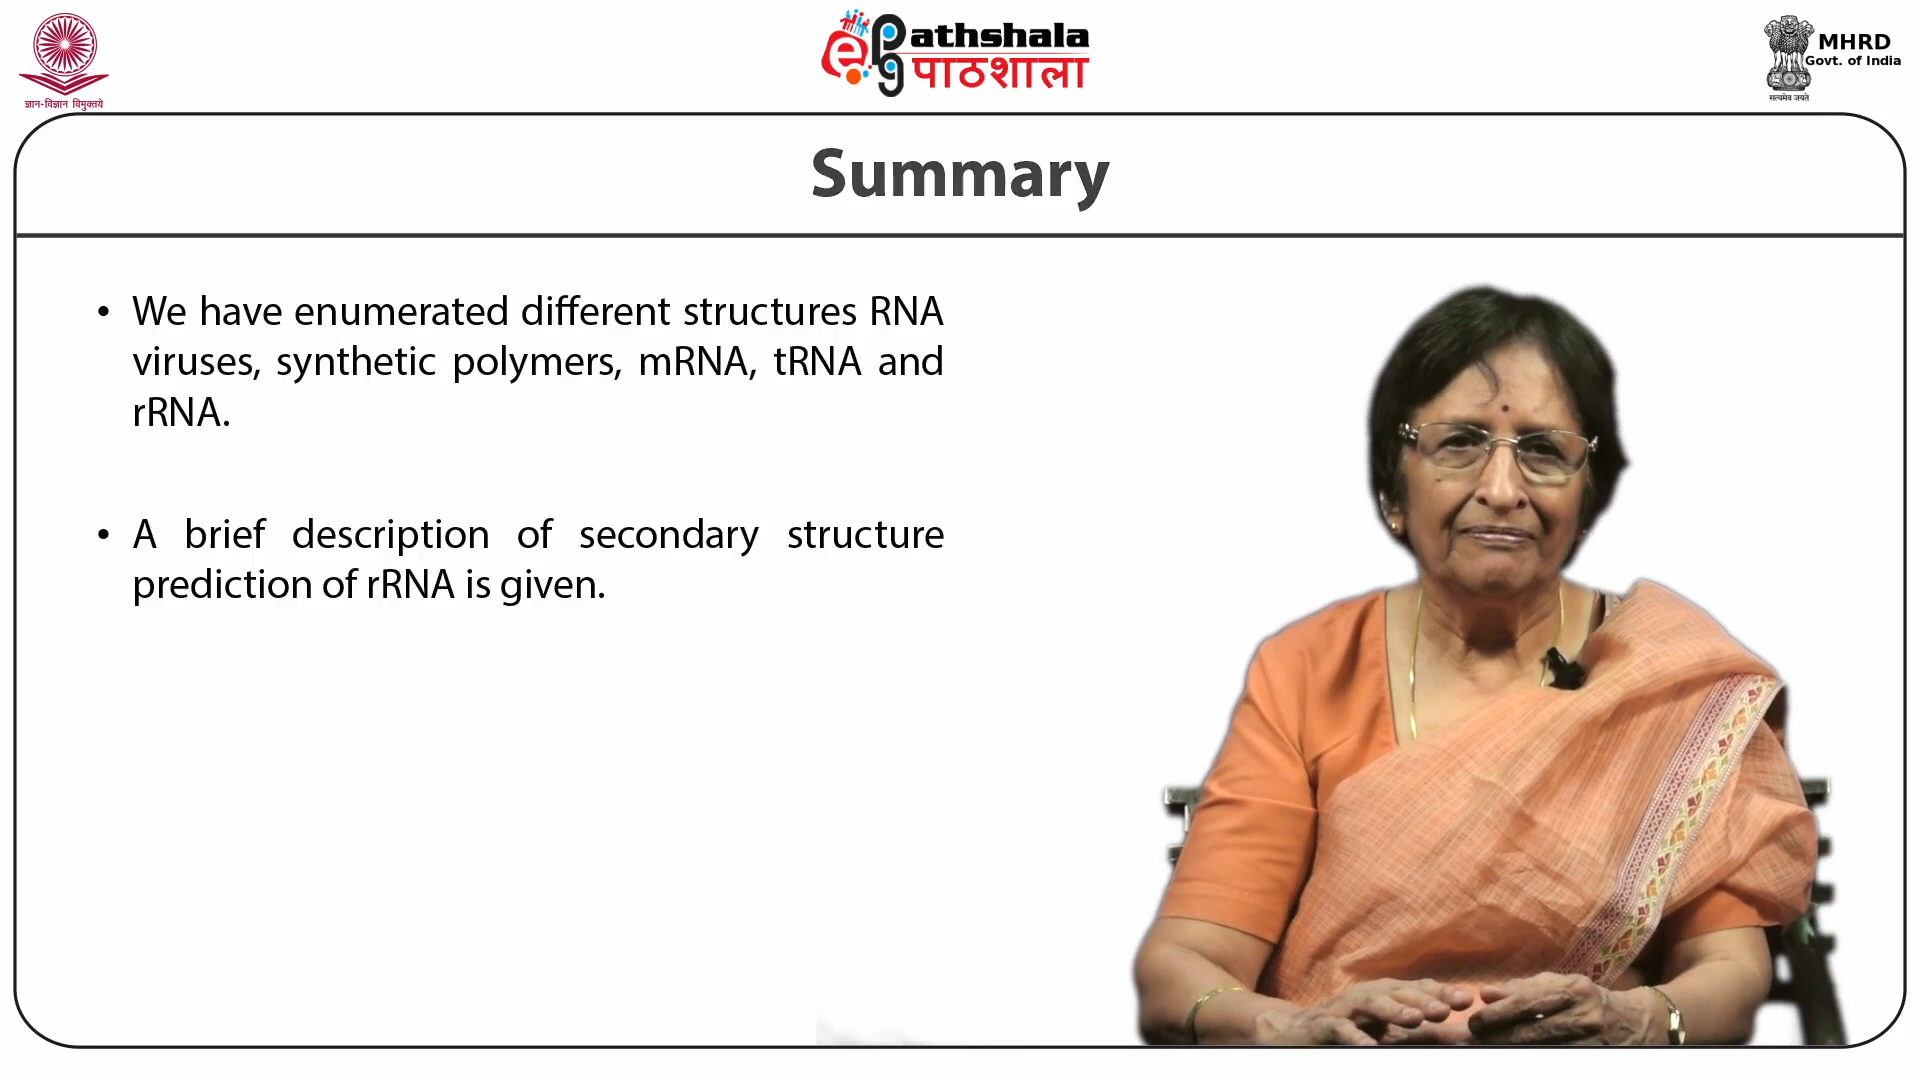 ज्ञान-विज्ञान विमुक्तये
ePathshala
पाठशाला
MHRD
Govt. of India
सत्यमेव जयते
Summary
• We have enumerated different structures RNA
viruses, synthetic polymers, mRNA, tRNA and
rRNA.
• A brief description of secondary structure
prediction of rRNA is given.